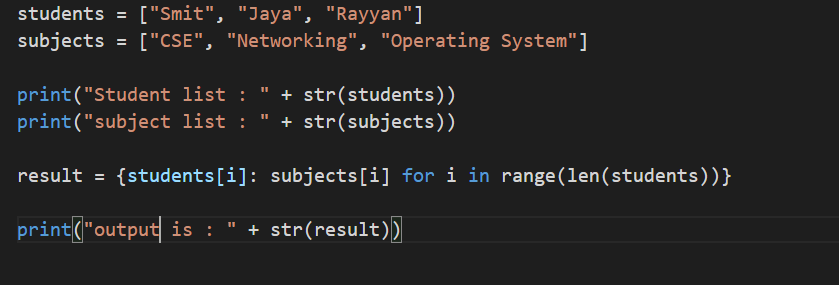 students = ["Smit", "Jaya", "Rayyan"]
subjects = ["CSE", "Networking", "Operating System"]
print("Student list : " + str(students))
print("subject list : " + str(subjects))
result = {students[i]: subjects[i] for i in range(len(students))}
print("output is : " + str(result))